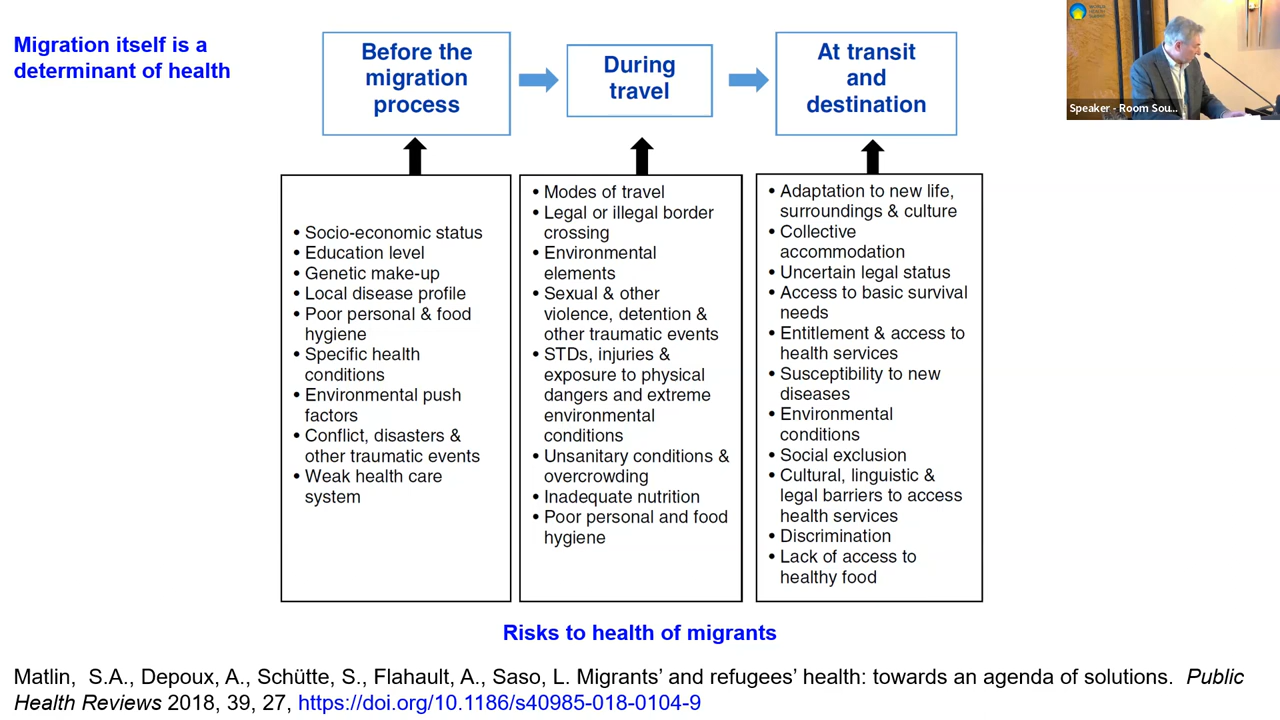 Migration itself is a
determinant of health
Before the
migration
process
During
travel
At transit
and
destination
• Socio-economic status
• Education level
• Genetic make-up
• Local disease profile
• Poor personal & food
hygiene
• Specific health
conditions
• Environmental push
factors
• Conflict, disasters &
other traumatic events
• Weak health care
system
• Modes of travel
• Legal or illegal border
crossing
• Environmental
elements
• Sexual & other
violence, detention &
other traumatic events
• STDs, injuries &
exposure to physical
dangers and extreme
environmental
conditions
• Unsanitary conditions &
overcrowding
• Inadequate nutrition
• Poor personal and food
hygiene
• Adaptation to new life,
surroundings & culture
• Collective
accommodation
• Uncertain legal status
• Access to basic survival
needs
• Entitlement & access to
health services
• Susceptibility to new
diseases
• Environmental
conditions
• Social exclusion
• Cultural, linguistic &
legal barriers to access
health services
• Discrimination
• Lack of access to
healthy food
Risks to health of migrants
Matlin, S.A., Depoux, A., Schütte, S., Flahault, A., Saso, L. Migrants’ and refugees’ health: towards an agenda of solutions. Public
Health Reviews 2018, 39, 27, https://doi.org/10.1186/s40985-018-0104-9
Speaker - Room Sou...